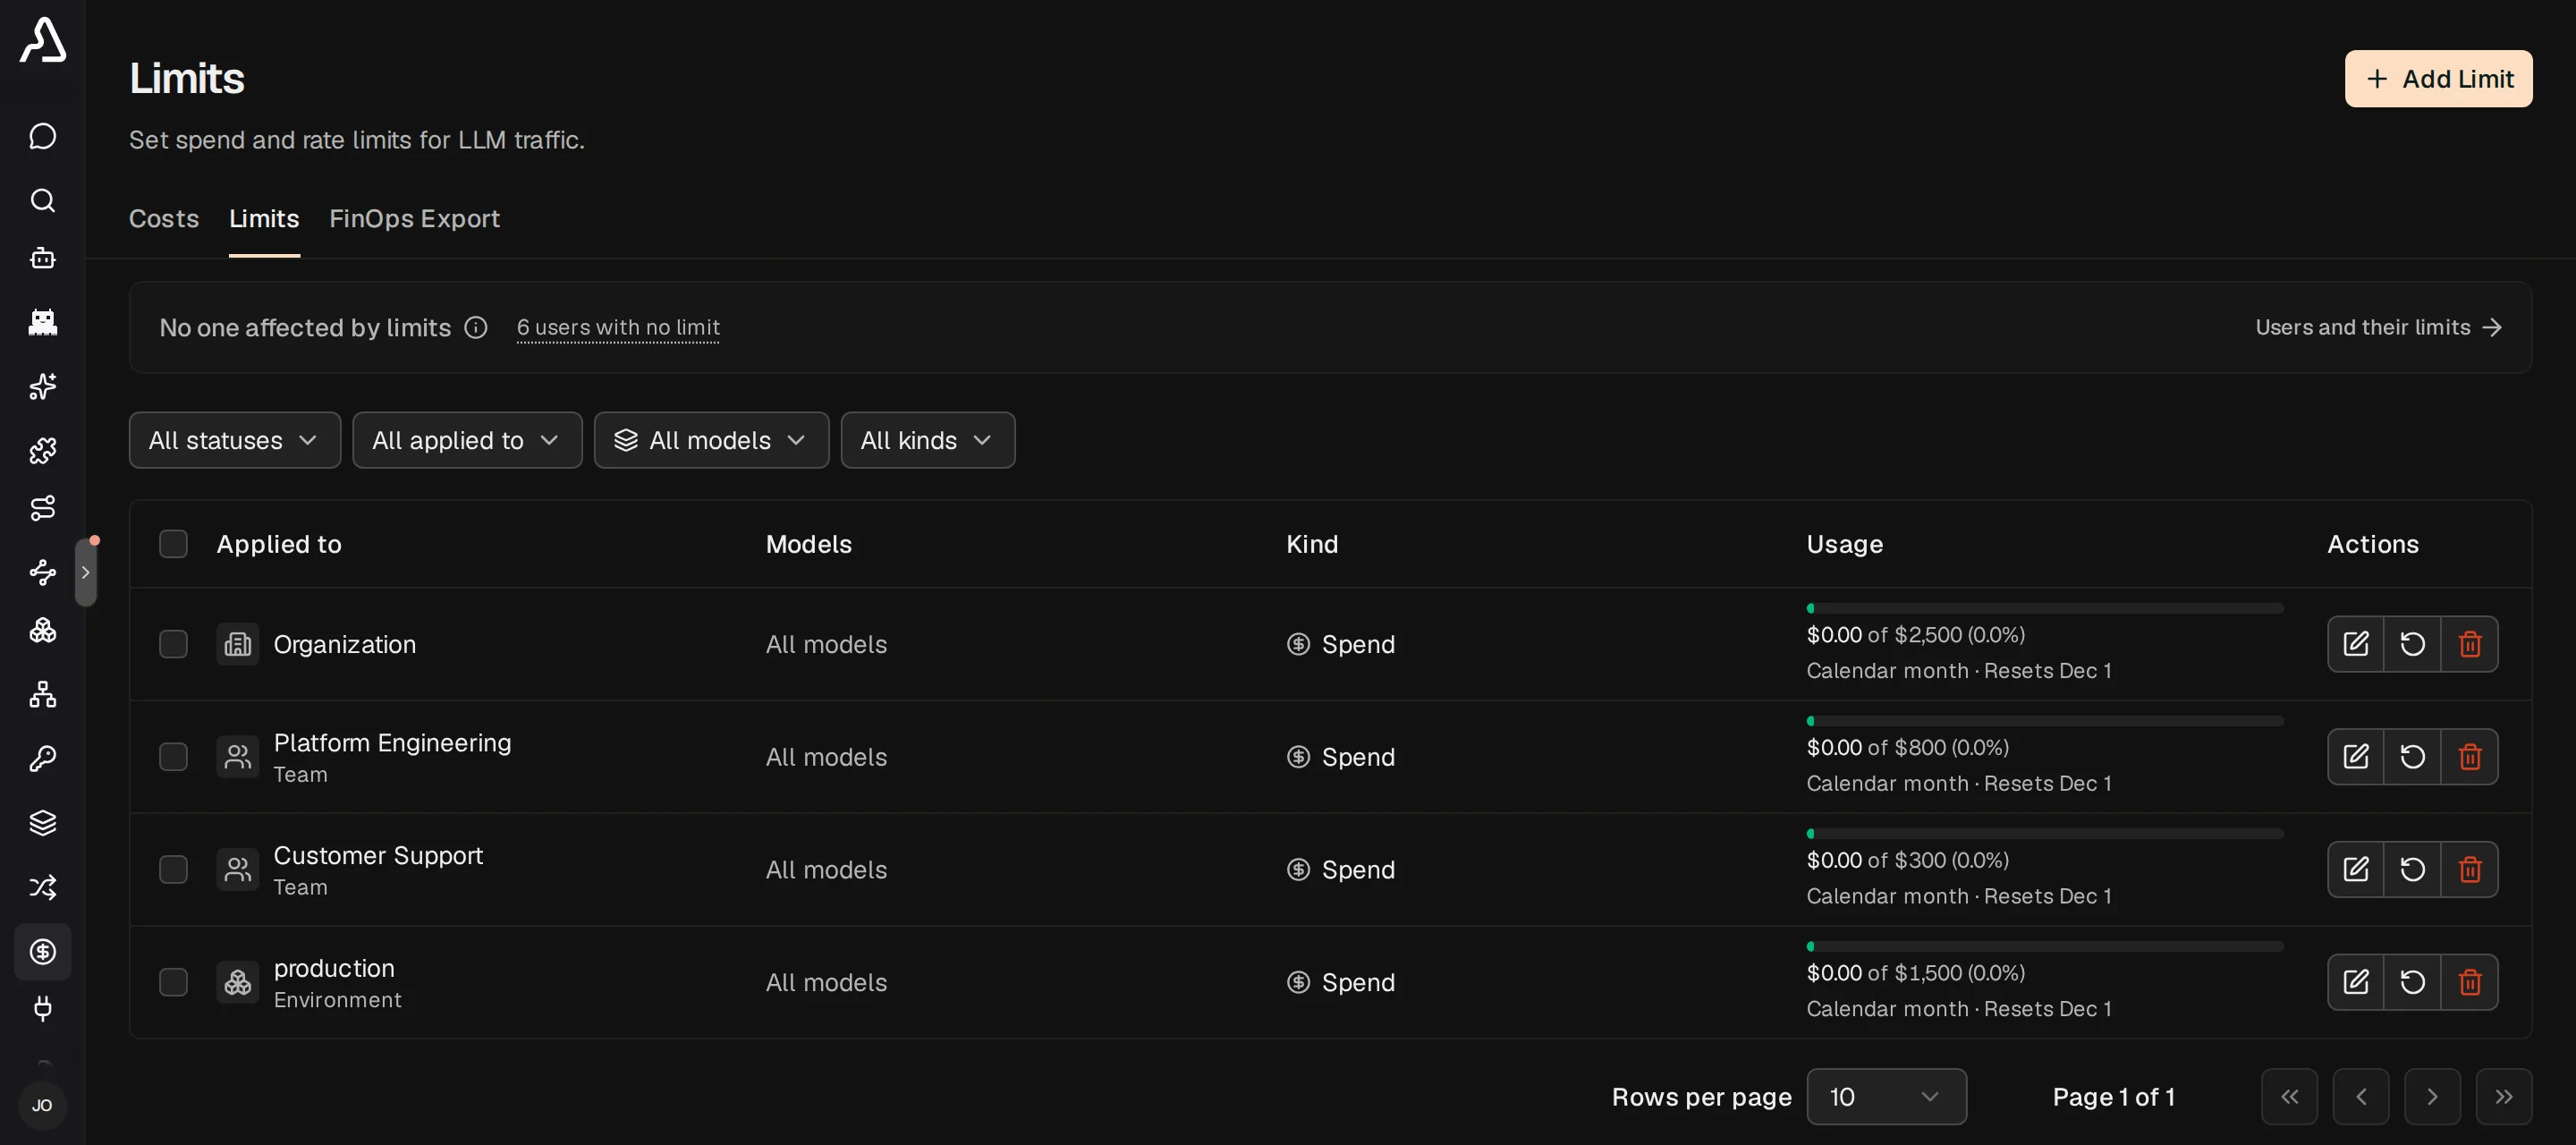 Limits
+ Add Limit
Set spend and rate limits for LLM traffic.
Costs Limits FinOps Export
No one affected by limits 6 users with no limit Users and their limits →
All statuses All applied to All models All kinds
Applied to Models Kind Usage Actions
Organization All models Spend
$0.00 of $2,500 (0.0%)
Calendar month · Resets Dec 1
Platform Engineering
Team
All models Spend
$0.00 of $800 (0.0%)
Calendar month · Resets Dec 1
Customer Support
Team
All models Spend
$0.00 of $300 (0.0%)
Calendar month · Resets Dec 1
production
Environment
All models Spend
$0.00 of $1,500 (0.0%)
Calendar month · Resets Dec 1
JO
Rows per page 10 Page 1 of 1